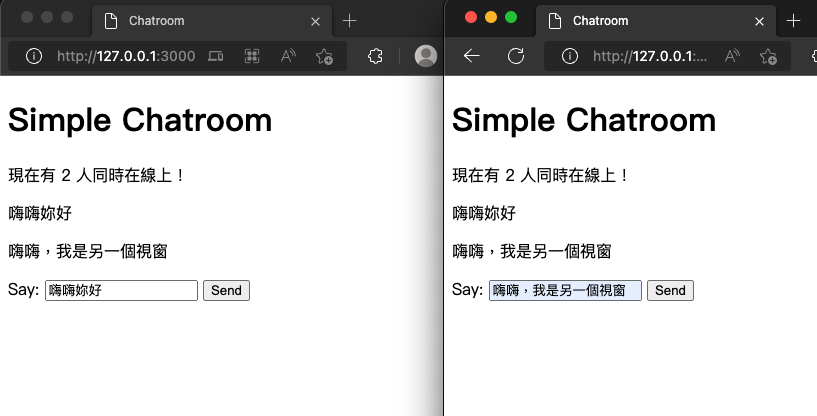 Chatroom
http://127.0.0.1:3000
Simple Chatroom
現在有 2 人同時在線上！
嗨嗨妳好
嗨嗨，我是另一個視窗
Say: 嗨嗨妳好 Send
Chatroom
http://127.0.0.1:...
Simple Chatroom
現在有 2 人同時在線上！
嗨嗨妳好
嗨嗨，我是另一個視窗
Say: 嗨嗨，我是另一個視窗 Send